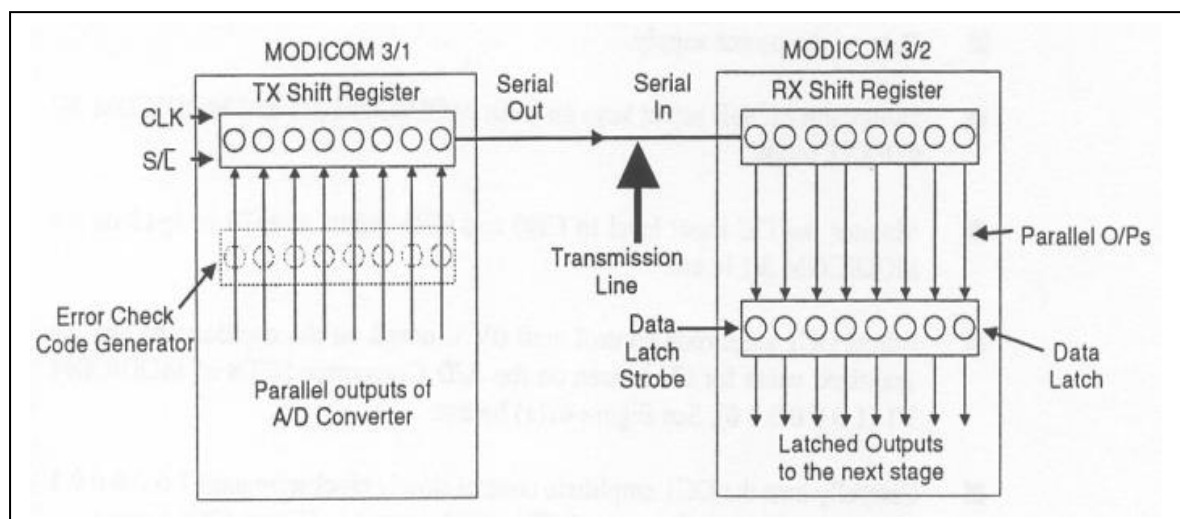 MODICOM 3/1
TX Shift Register
CLK
S/L̅
Error Check
Code Generator
Parallel outputs of
A/D Converter
Serial
Out
Serial
In
Transmission
Line
MODICOM 3/2
RX Shift Register
Parallel O/Ps
Data
Latch
Strobe
Data
Latch
Latched Outputs
to the next stage